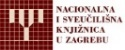 NACIONALNA
I SVEUČILIŠNA
KNJIŽNICA
U ZAGREBU